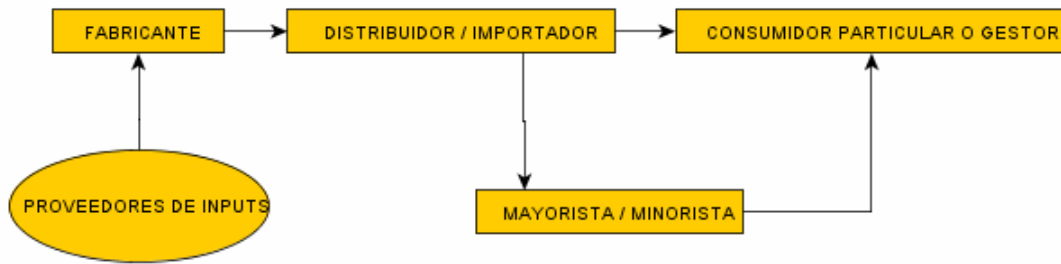 FABRICANTE
DISTRIBUIDOR / IMPORTADOR
CONSUMIDOR PARTICULAR O GESTOR
PROVEEDORES DE INPUTS
MAYORISTA / MINORISTA